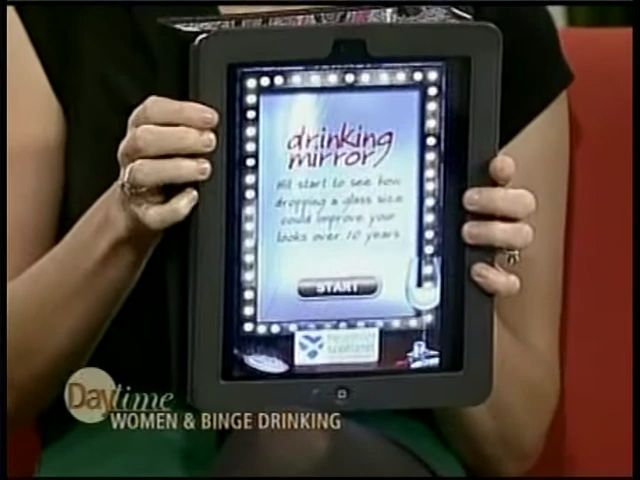 drinking
mirror
Hit start to see how
dropping a glass size
could improve your
looks over 10 years
START
Daytime
WOMEN & BINGE DRINKING